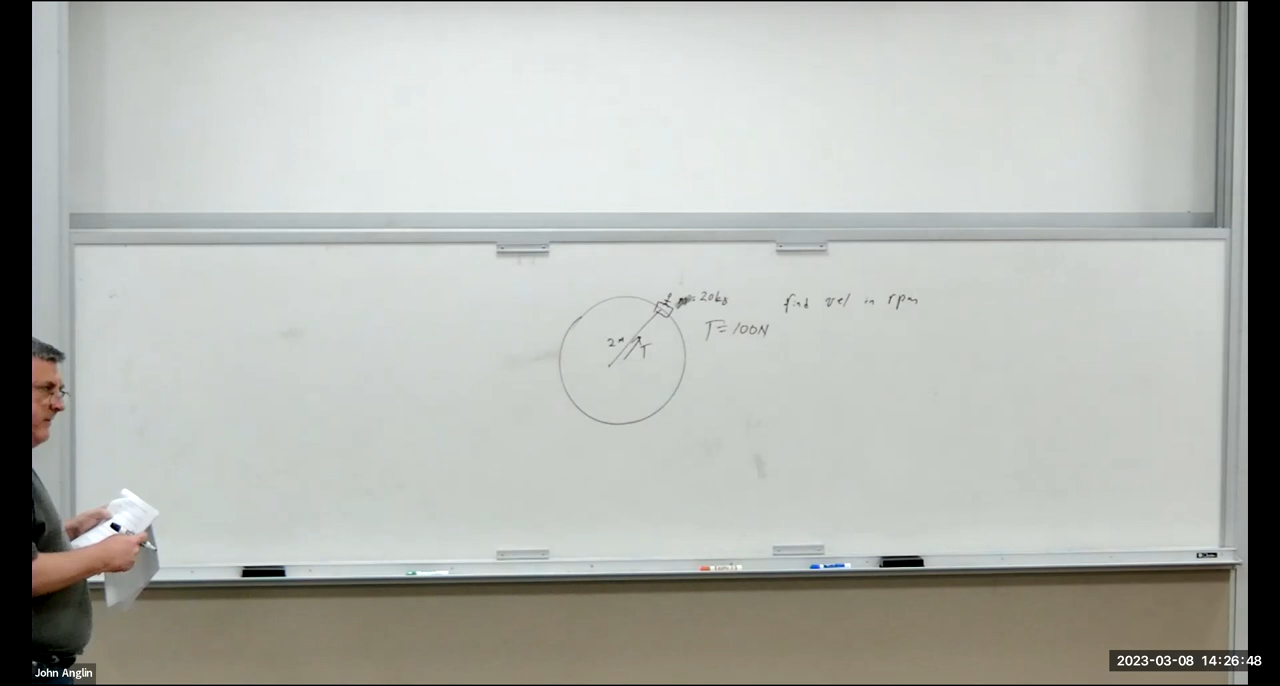 = 20kg
find vel in rpm
T = 100N
2m
T
John Anglin
2023-03-08 14:26:48